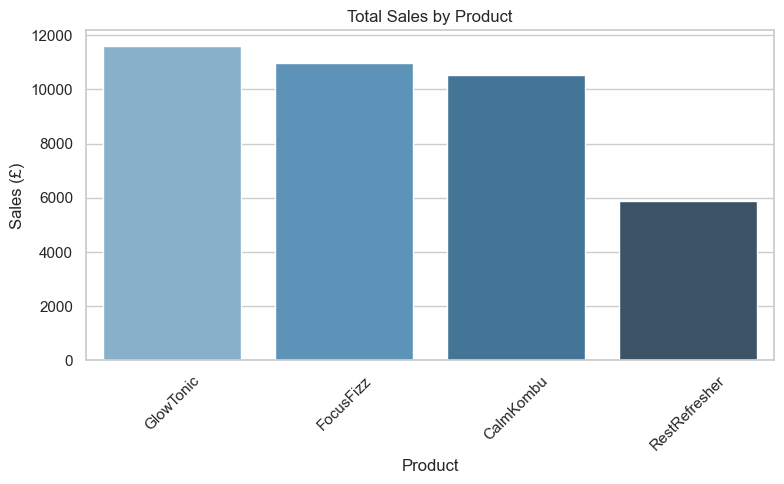 Total Sales by Product
Sales (£)
12000
10000
8000
6000
4000
2000
0
GlowTonic
FocusFizz
CalmKombu
RestRefresher
Product